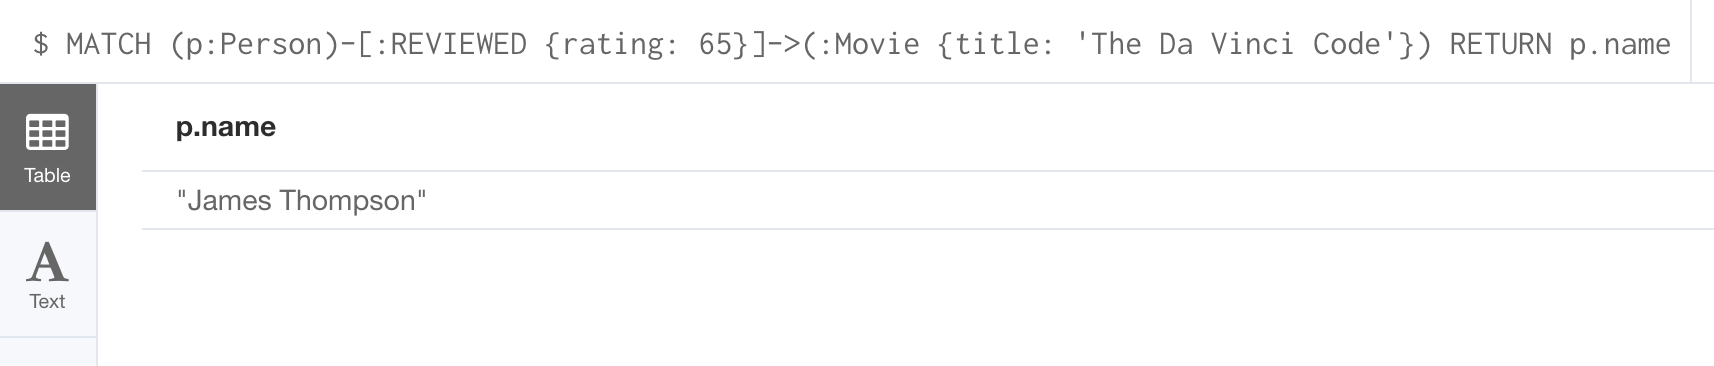 $ MATCH (p:Person)-[:REVIEWED {rating: 65}]->(:Movie {title: 'The Da Vinci Code'}) RETURN p.name
p.name
Table
"James Thompson"
A
Text